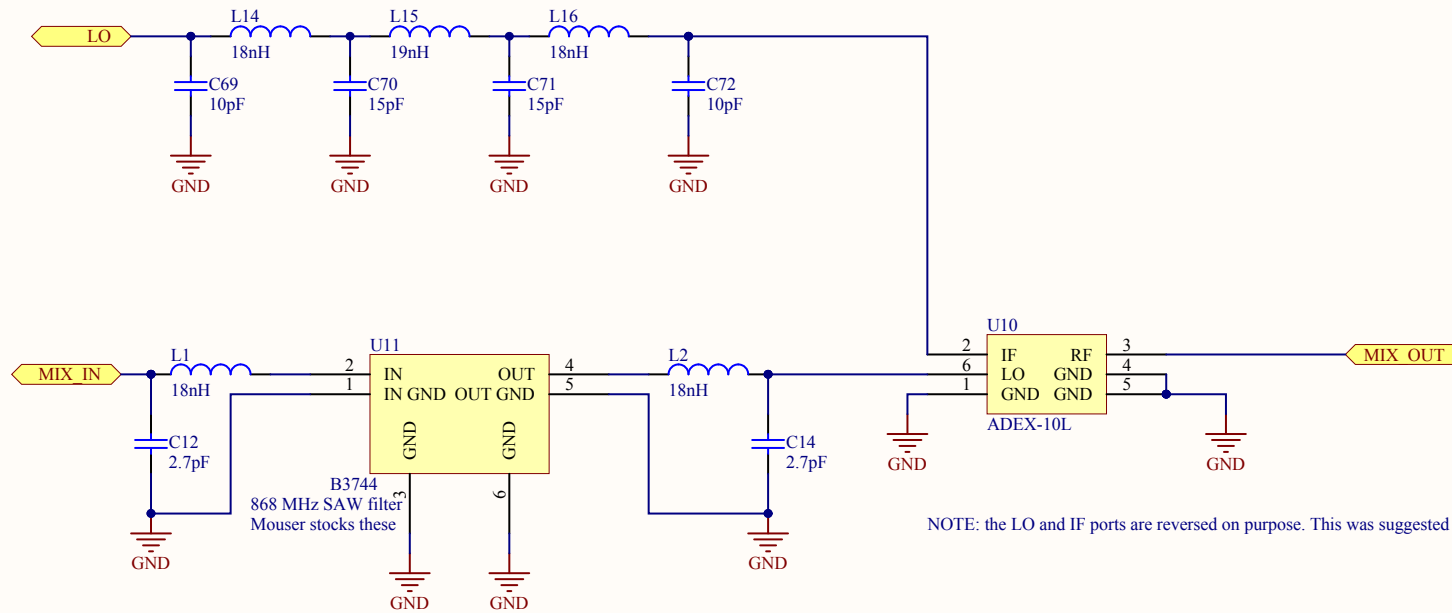 L14
L15
L16
LO
18nH
19nH
18nH
C69
10pF
C70
15pF
C71
15pF
C72
10pF
GND
GND
GND
GND
U10
2
IF
RF
3
MIX_OUT
6
LO
GND
4
1
GND
GND
5
ADEX-10L
GND
GND
U11
L1
L2
MIX_IN
18nH
2
IN
OUT
4
1
IN GND
OUT GND
5
18nH
GND
GND
C12
2.7pF
C14
2.7pF
3
6
B3744
868 MHz SAW filter
Mouser stocks these
GND
GND
GND
GND
NOTE: the LO and IF ports are reversed on purpose. This was suggested